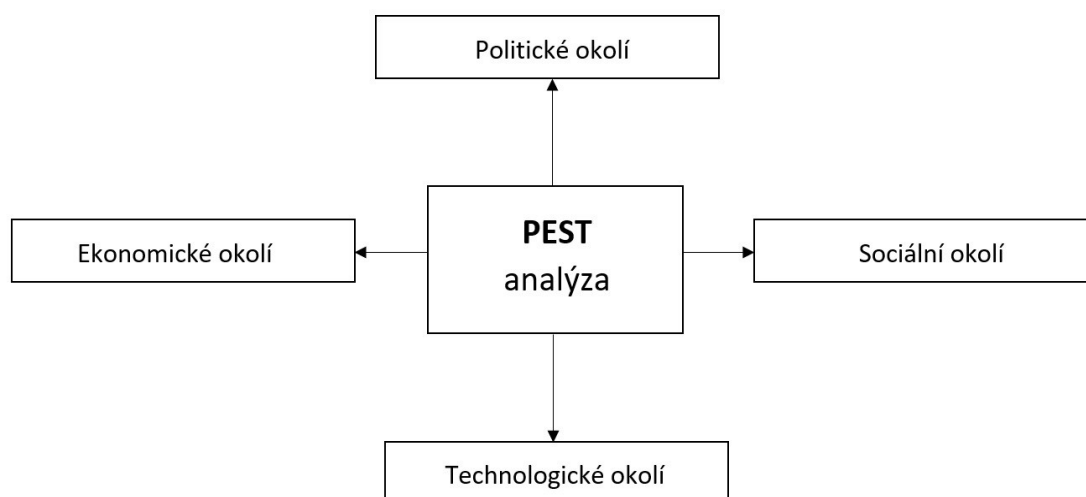 Politické okolí
PEST
analýza
Ekonomické okolí
Sociální okolí
Technologické okolí